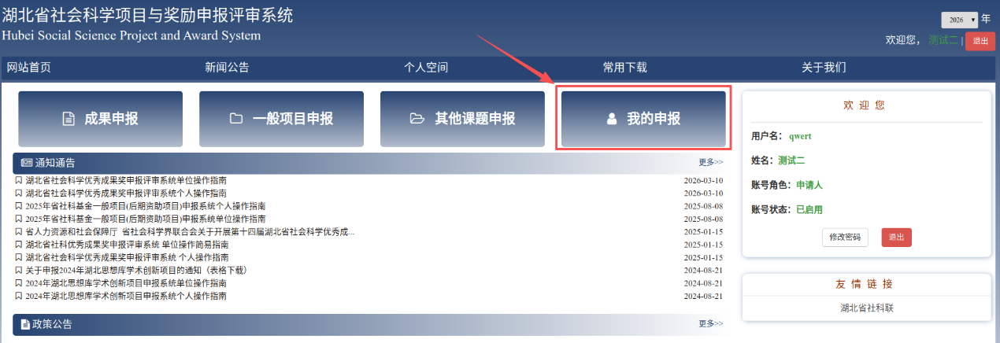 湖北省社会科学项目与奖励申报评审系统
Hubei Social Science Project and Award System
2026 年
欢迎您， 测试二 | 退出
网站首页 新闻公告 个人空间 常用下载 关于我们
成果申报 一般项目申报 其他课题申报 我的申报
通知通告 更多>>
湖北省社会科学优秀成果奖申报评审系统单位操作指南 2026-03-10
湖北省社会科学优秀成果奖申报评审系统个人操作指南 2026-03-10
2025年省社科基金一般项目(后期资助项目)申报系统个人操作指南 2025-08-08
2025年省社科基金一般项目(后期资助项目)申报系统单位操作指南 2025-08-08
省人力资源和社会保障厅 省社会科学界联合会关于开展第十四届湖北省社会科学优秀成... 2025-01-15
湖北省社科优秀成果奖申报评审系统 单位操作简易指南 2025-01-15
湖北省社会科学优秀成果奖申报评审系统 个人操作指南 2025-01-15
关于申报2024年湖北思想库学术创新项目的通知（表格下载） 2024-08-21
2024年湖北思想库学术创新项目申报系统单位操作指南 2024-08-21
2024年湖北思想库学术创新项目申报系统个人操作指南 2024-08-21
政策公告 更多>>
欢 迎 您
用户名： qwert
姓名：测试二
账号角色：申请人
账号状态：已启用
修改密码 退出
友 情 链 接
湖北省社科联